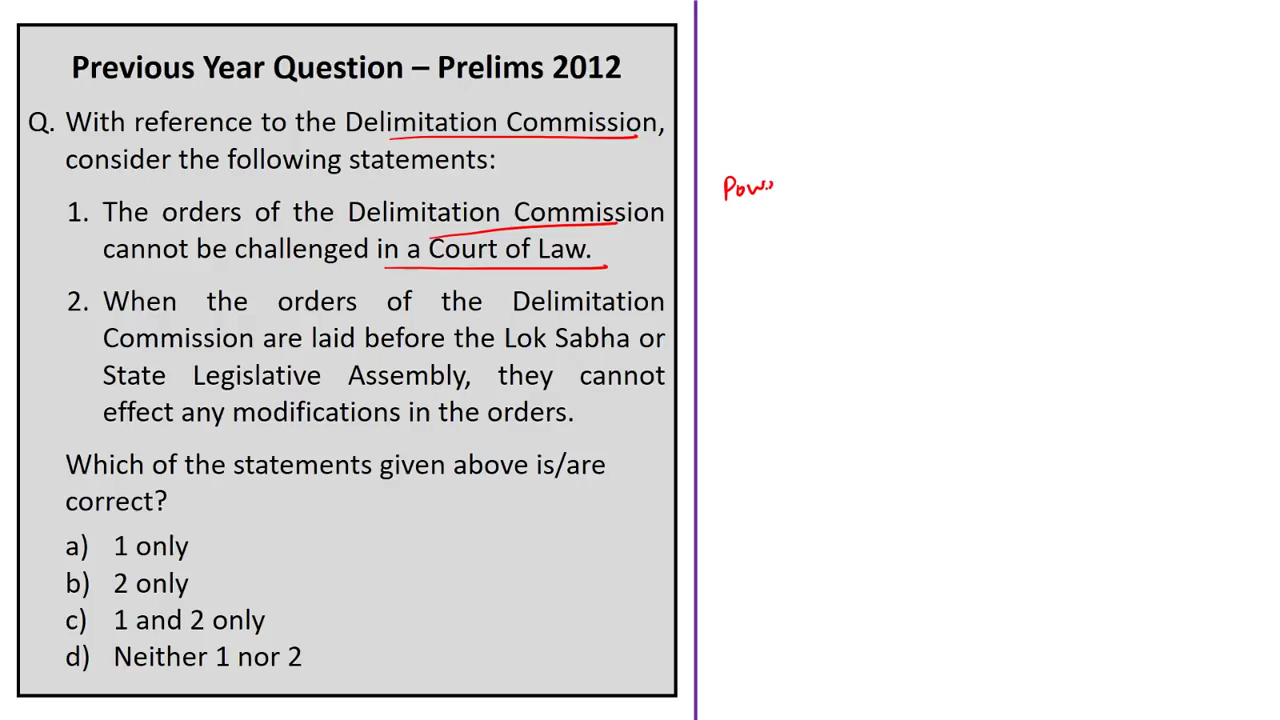 Previous Year Question – Prelims 2012
Q. With reference to the Delimitation Commission,
consider the following statements:
1. The orders of the Delimitation Commission
cannot be challenged in a Court of Law.
2. When the orders of the Delimitation
Commission are laid before the Lok Sabha or
State Legislative Assembly, they cannot
effect any modifications in the orders.
Which of the statements given above is/are
correct?
a) 1 only
b) 2 only
c) 1 and 2 only
d) Neither 1 nor 2